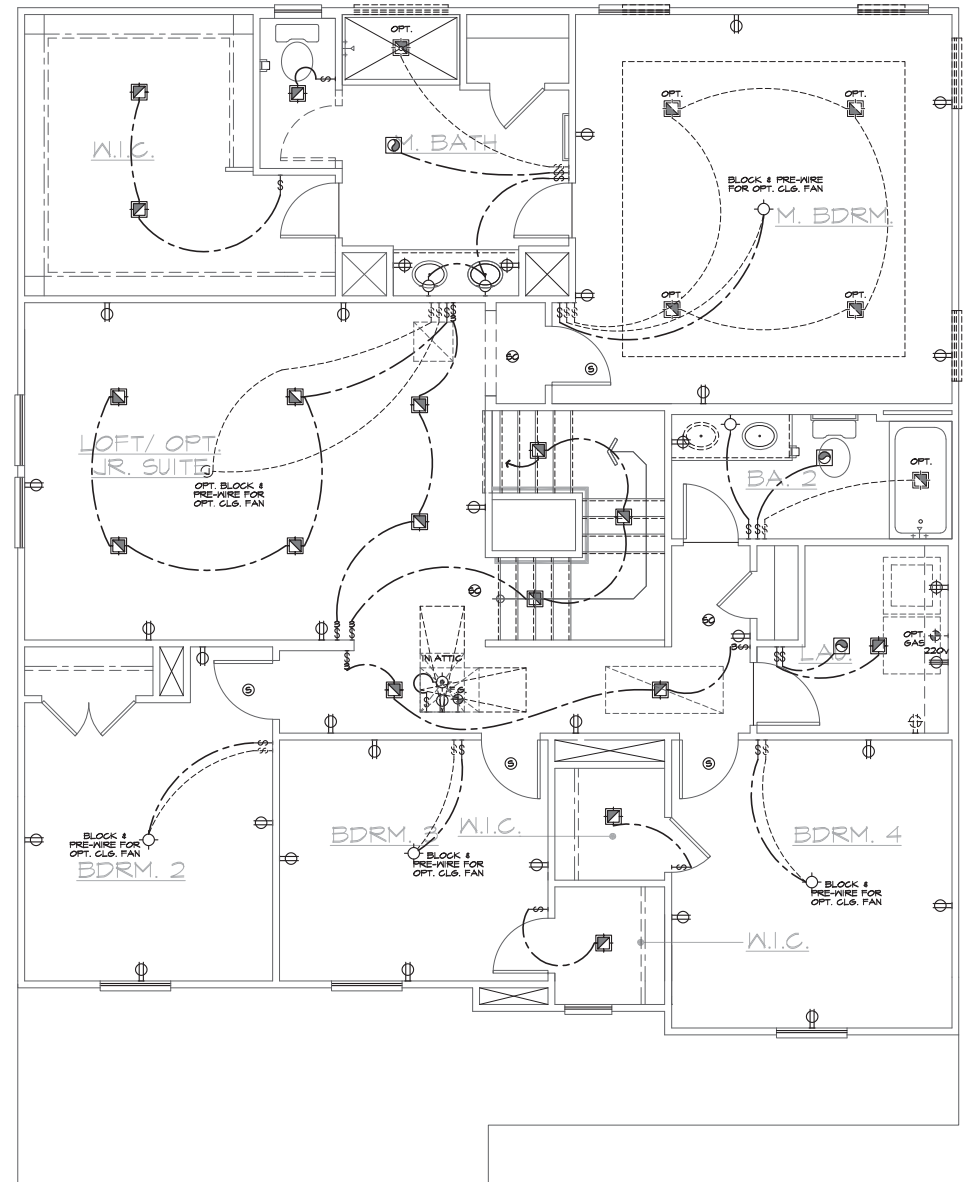 OPT.
M. BATH
W.I.C.
OPT.
OPT.
BLOCK & PRE-WIRE
FOR OPT. CLG. FAN
M. BDRM.
OPT.
OPT.
S
S
S
LOFT/ OPT.
JR. SUITE
OPT. BLOCK &
PRE-WIRE FOR
OPT. CLG. FAN
BA. 2
OPT.
OPT.
GAS
220V
LAU.
IN ATTIC
F.G.
S
S
S
BLOCK &
PRE-WIRE FOR
OPT. CLG. FAN
BDRM. 2
BDRM. 3
BLOCK &
PRE-WIRE FOR
OPT. CLG. FAN
W.I.C.
BDRM. 4
BLOCK &
PRE-WIRE FOR
OPT. CLG. FAN
W.I.C.